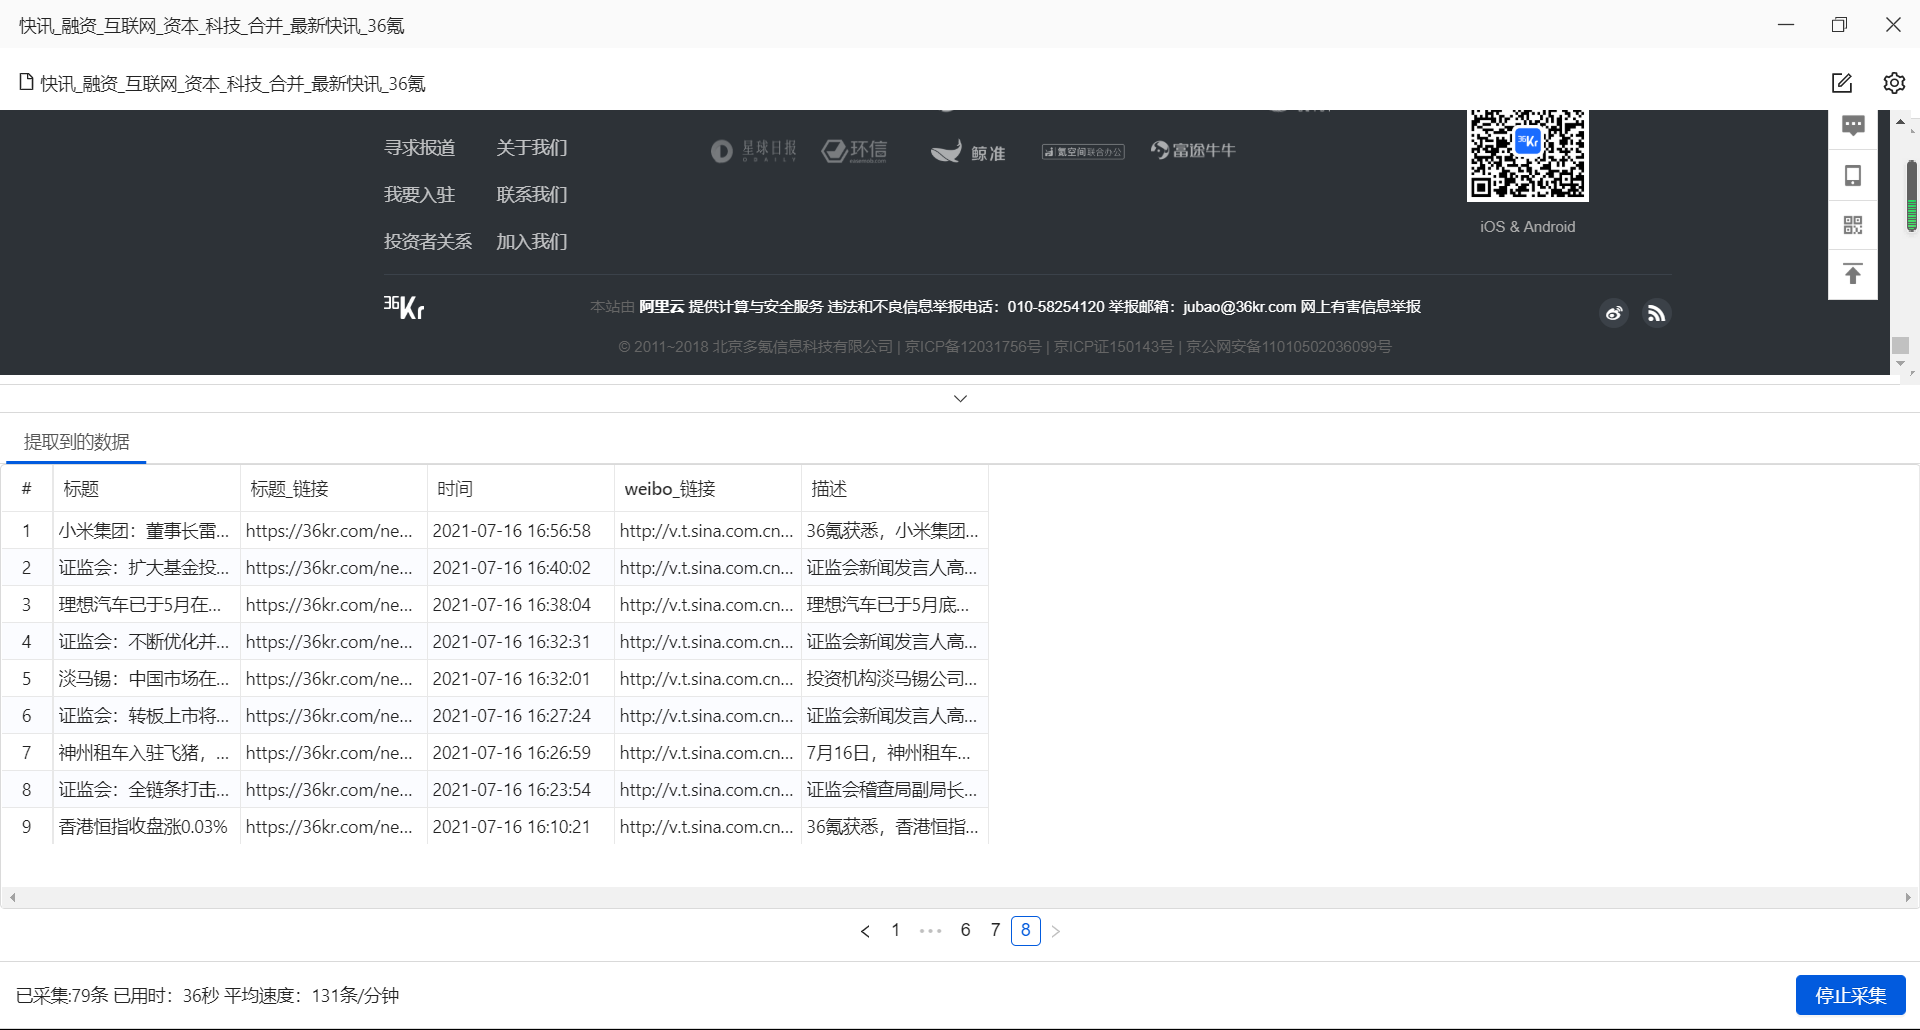 快讯_融资_互联网_资本_科技_合并_最新快讯_36氪
快讯_融资_互联网_资本_科技_合并_最新快讯_36氪
寻求报道 关于我们 星球日报 ODAILY 环信 鲸准 氪空间联合办公 富途牛牛
36Kr
我要入驻 联系我们
投资者关系 加入我们
iOS & Android
36Kr 本站由 阿里云 提供计算与安全服务 违法和不良信息举报电话：010-58254120 举报邮箱：jubao@36kr.com 网上有害信息举报
© 2011~2018 北京多氪信息科技有限公司 | 京ICP备12031756号 | 京ICP证150143号 | 京公网安备11010502036099号
提取到的数据
# 标题 标题_链接 时间 weibo_链接 描述
1 小米集团：董事长雷... https://36kr.com/ne... 2021-07-16 16:56:58 http://v.t.sina.com.cn... 36氪获悉，小米集团...
2 证监会：扩大基金投... https://36kr.com/ne... 2021-07-16 16:40:02 http://v.t.sina.com.cn... 证监会新闻发言人高...
3 理想汽车已于5月在... https://36kr.com/ne... 2021-07-16 16:38:04 http://v.t.sina.com.cn... 理想汽车已于5月底...
4 证监会：不断优化并... https://36kr.com/ne... 2021-07-16 16:32:31 http://v.t.sina.com.cn... 证监会新闻发言人高...
5 淡马锡：中国市场在... https://36kr.com/ne... 2021-07-16 16:32:01 http://v.t.sina.com.cn... 投资机构淡马锡公司...
6 证监会：转板上市将... https://36kr.com/ne... 2021-07-16 16:27:24 http://v.t.sina.com.cn... 证监会新闻发言人高...
7 神州租车入驻飞猪，... https://36kr.com/ne... 2021-07-16 16:26:59 http://v.t.sina.com.cn... 7月16日，神州租车...
8 证监会：全链条打击... https://36kr.com/ne... 2021-07-16 16:23:54 http://v.t.sina.com.cn... 证监会稽查局副局长...
9 香港恒指收盘涨0.03% https://36kr.com/ne... 2021-07-16 16:10:21 http://v.t.sina.com.cn... 36氪获悉，香港恒指...
1 ••• 6 7 8
已采集:79条 已用时：36秒 平均速度：131条/分钟 停止采集